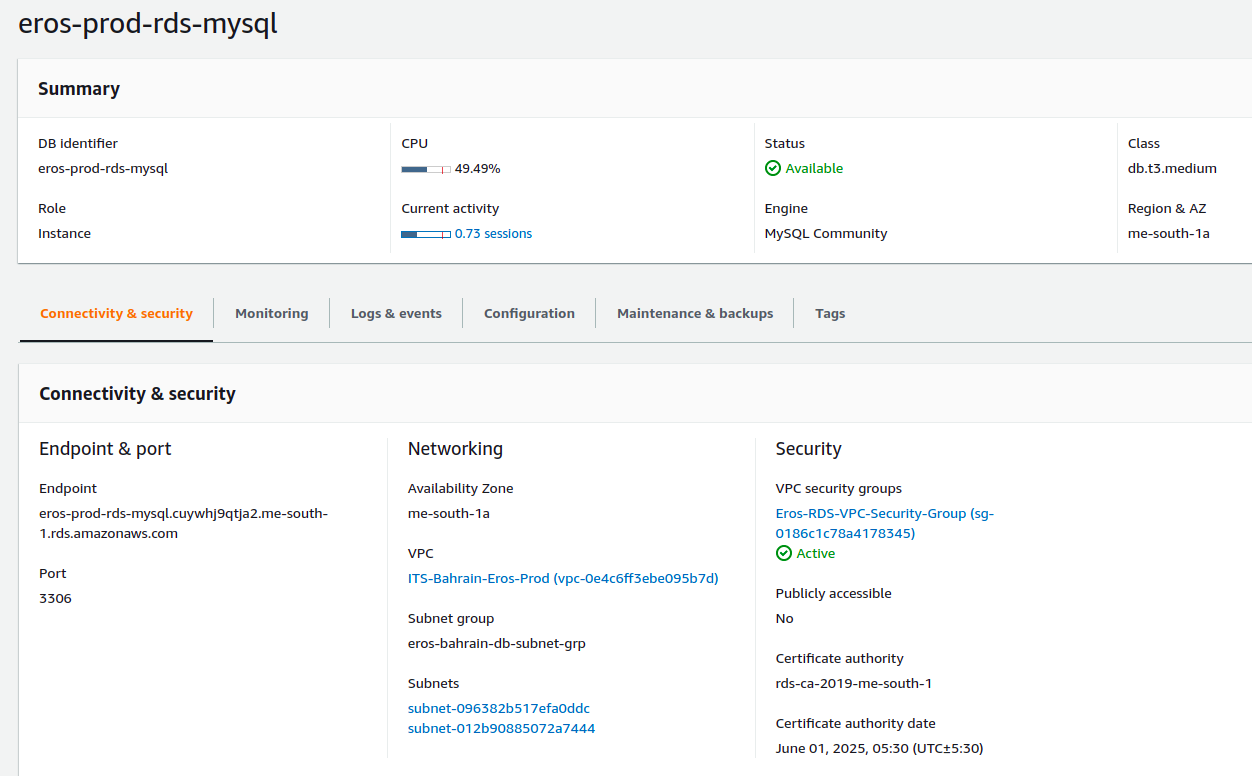 eros-prod-rds-mysql
Summary
DB identifier
eros-prod-rds-mysql
CPU
49.49%
Status
Available
Class
db.t3.medium
Role
Instance
Current activity
0.73 sessions
Engine
MySQL Community
Region & AZ
me-south-1a
Connectivity & security
Monitoring
Logs & events
Configuration
Maintenance & backups
Tags
Connectivity & security
Endpoint & port
Endpoint
eros-prod-rds-mysql.cuywhj9qtja2.me-south-
1.rds.amazonaws.com
Port
3306
Networking
Availability Zone
me-south-1a
VPC
ITS-Bahrain-Eros-Prod (vpc-0e4c6ff3ebe095b7d)
Subnet group
eros-bahrain-db-subnet-grp
Subnets
subnet-096382b517efa0ddc
subnet-012b90885072a7444
Security
VPC security groups
Eros-RDS-VPC-Security-Group (sg-
0186c1c78a4178345)
Active
Publicly accessible
No
Certificate authority
rds-ca-2019-me-south-1
Certificate authority date
June 01, 2025, 05:30 (UTC±5:30)